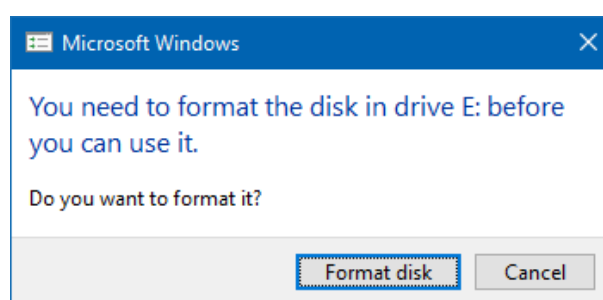 Microsoft Windows
You need to format the disk in drive E: before
you can use it.
Do you want to format it?
Format disk
Cancel